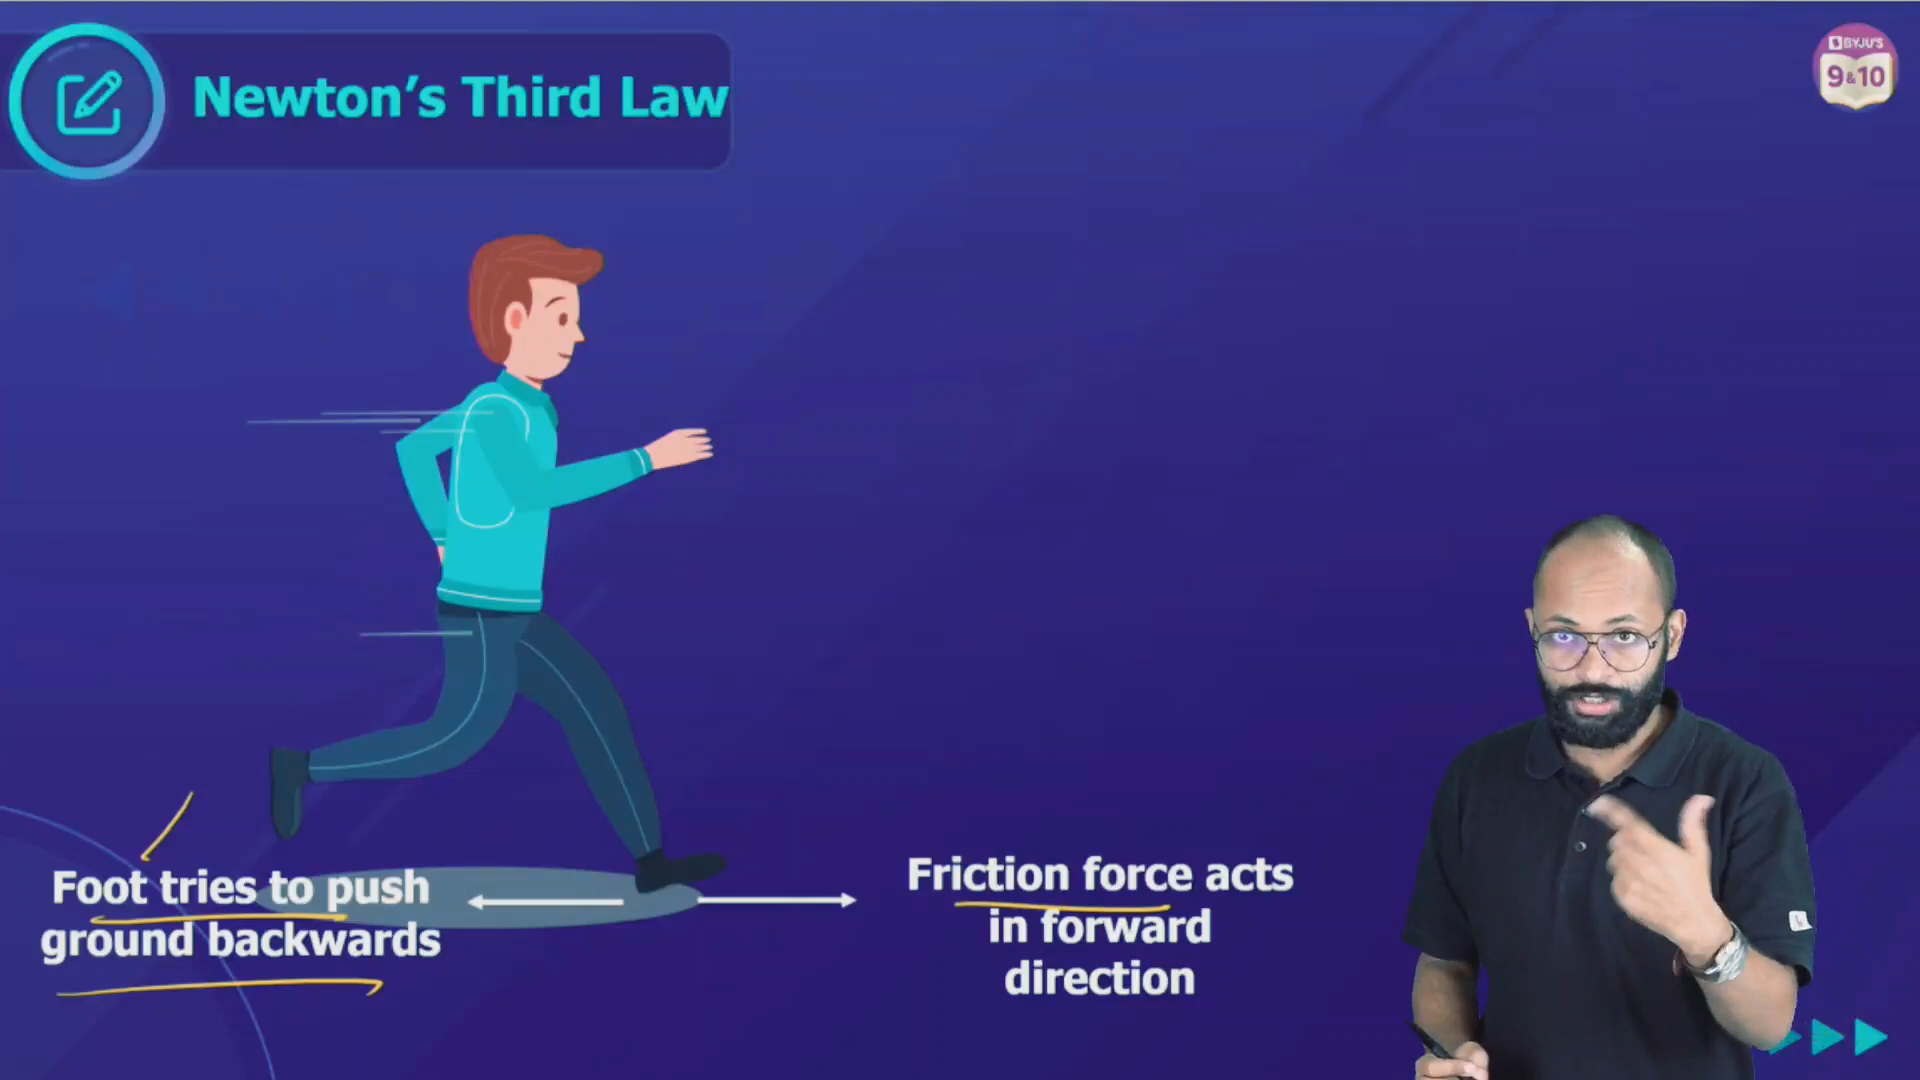 Newton’s Third Law
BYJU'S
9&10
Foot tries to push
ground backwards
Friction force acts
in forward
direction